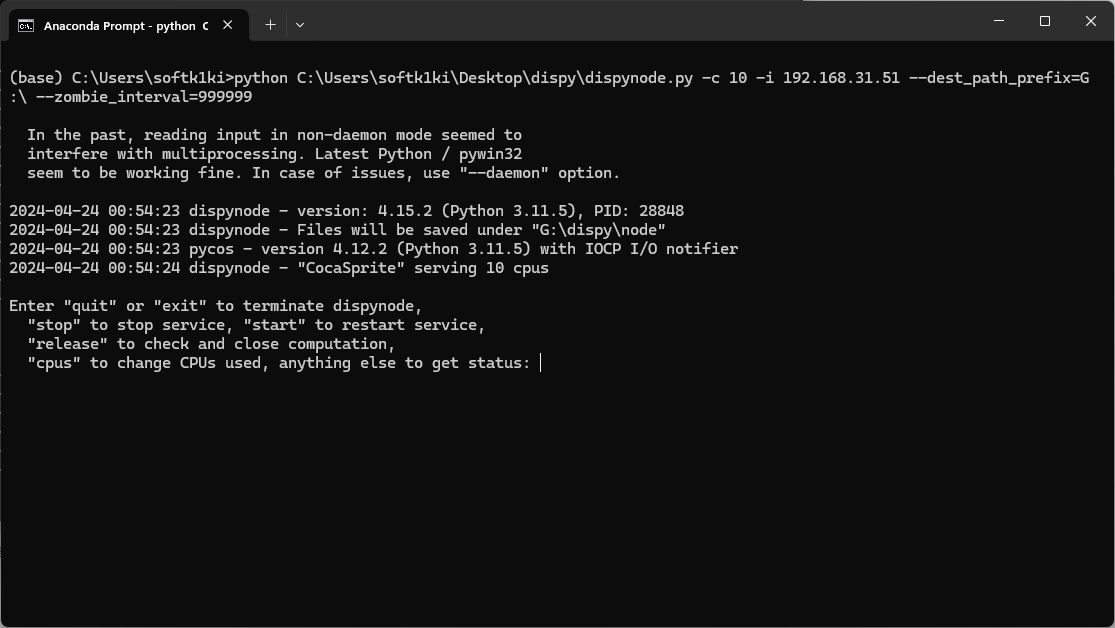 Anaconda Prompt - python C
(base) C:\Users\softk1ki>python C:\Users\softk1ki\Desktop\dispy\dispynode.py -c 10 -i 192.168.31.51 --dest_path_prefix=G
:\ --zombie_interval=999999
In the past, reading input in non-daemon mode seemed to
interfere with multiprocessing. Latest Python / pywin32
seem to be working fine. In case of issues, use "--daemon" option.
2024-04-24 00:54:23 dispynode - version: 4.15.2 (Python 3.11.5), PID: 28848
2024-04-24 00:54:23 dispynode - Files will be saved under "G:\dispy\node"
2024-04-24 00:54:23 pycos - version 4.12.2 (Python 3.11.5) with IOCP I/O notifier
2024-04-24 00:54:24 dispynode - "CocaSprite" serving 10 cpus
Enter "quit" or "exit" to terminate dispynode,
"stop" to stop service, "start" to restart service,
"release" to check and close computation,
"cpus" to change CPUs used, anything else to get status: